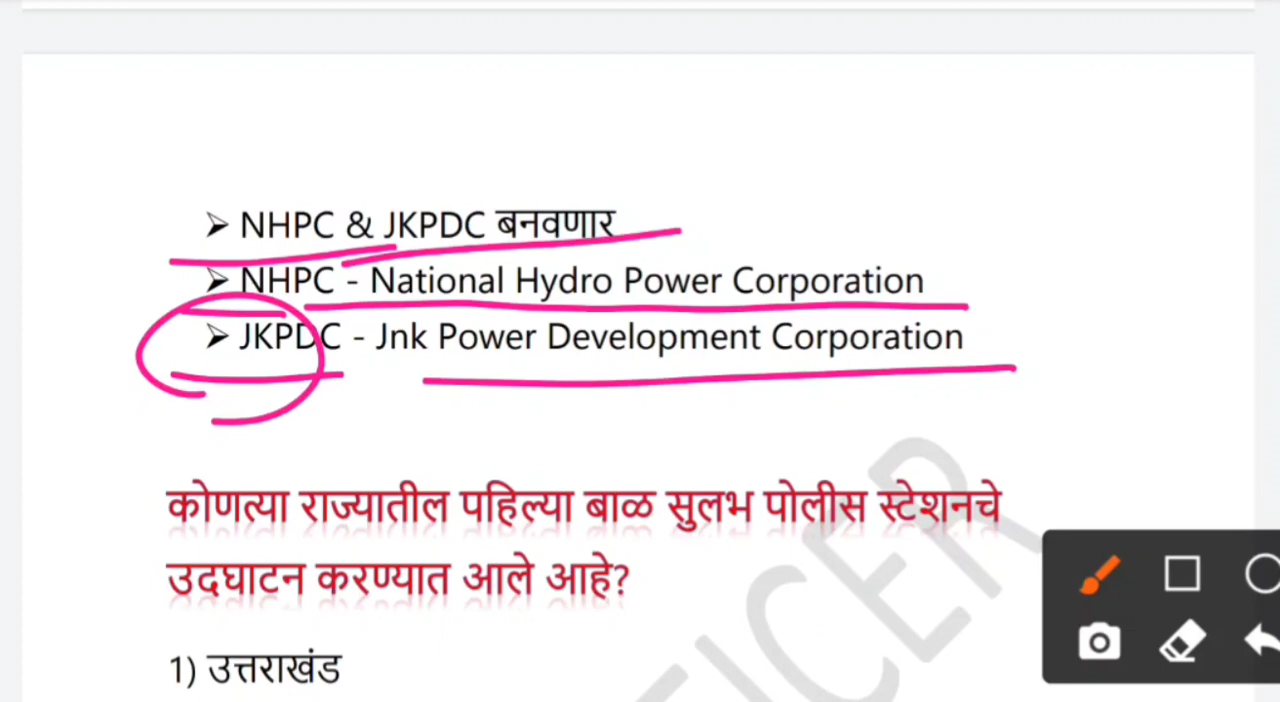 ➢ NHPC & JKPDC बनवणार
➢ NHPC - National Hydro Power Corporation
➢ JKPDC - Jnk Power Development Corporation
कोणत्या राज्यातील पहिल्या बाळ सुलभ पोलीस स्टेशनचे
उदघाटन करण्यात आले आहे?
1) उत्तराखंड